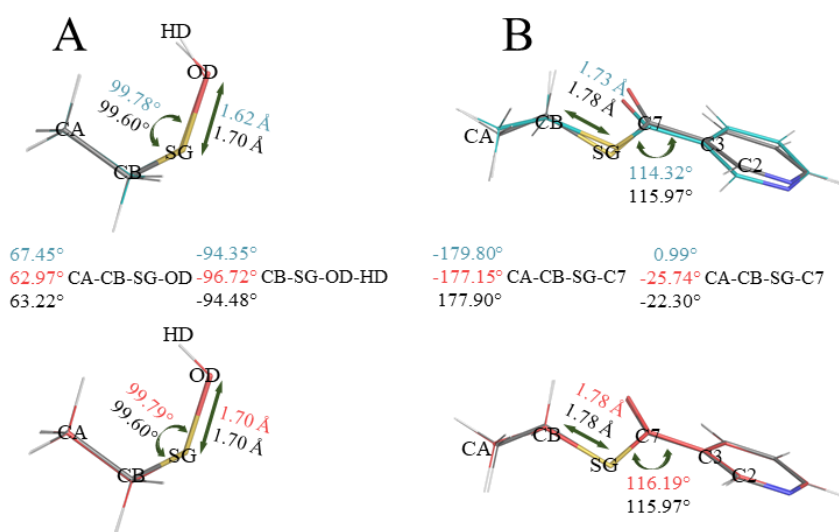 A
HD
OD
99.78°
99.60°
1.62 Å
1.70 Å
CA
SG
CB
B
1.73 Å
1.78 Å
CB
CA
C7
SG
C3
C2
114.32°
115.97°
67.45°
62.97° CA-CB-SG-OD
63.22°
-94.35°
-96.72° CB-SG-OD-HD
-94.48°
-179.80°
-177.15° CA-CB-SG-C7
177.90°
0.99°
-25.74° CA-CB-SG-C7
-22.30°
HD
OD
99.79°
99.60°
1.70 Å
1.70 Å
CA
SG
CB
1.78 Å
1.78 Å
CB
C7
CA
SG
C3
C2
116.19°
115.97°